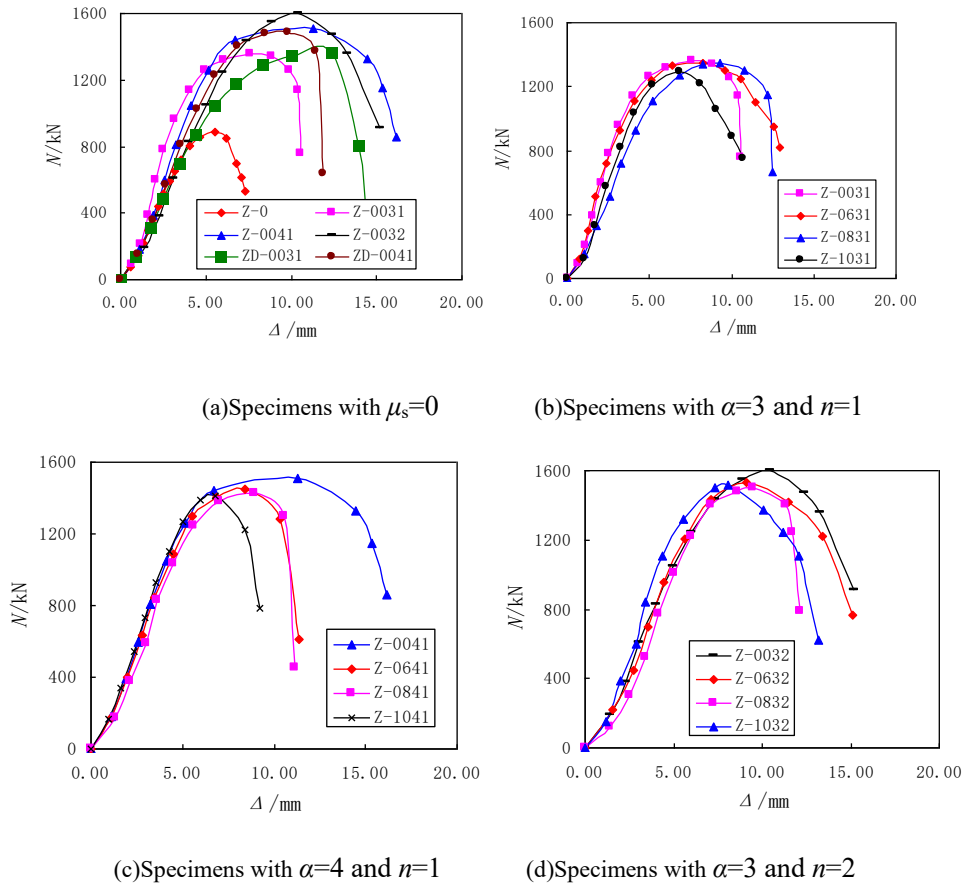 1600
1200
800
400
0
N/kN
0.00 5.00 10.00 15.00 20.00
Δ/mm
Z-0 Z-0031
Z-0041 Z-0032
ZD-0031 ZD-0041
(a)Specimens with μs=0
1600
1200
800
400
0
N/kN
0.00 5.00 10.00 15.00 20.00
Δ/mm
Z-0031
Z-0631
Z-0831
Z-1031
(b)Specimens with α=3 and n=1
1600
1200
800
400
0
N/kN
0.00 5.00 10.00 15.00 20.00
Δ/mm
Z-0041
Z-0641
Z-0841
Z-1041
(c)Specimens with α=4 and n=1
1600
1200
800
400
0
N/kN
0.00 5.00 10.00 15.00 20.00
Δ/mm
Z-0032
Z-0632
Z-0832
Z-1032
(d)Specimens with α=3 and n=2